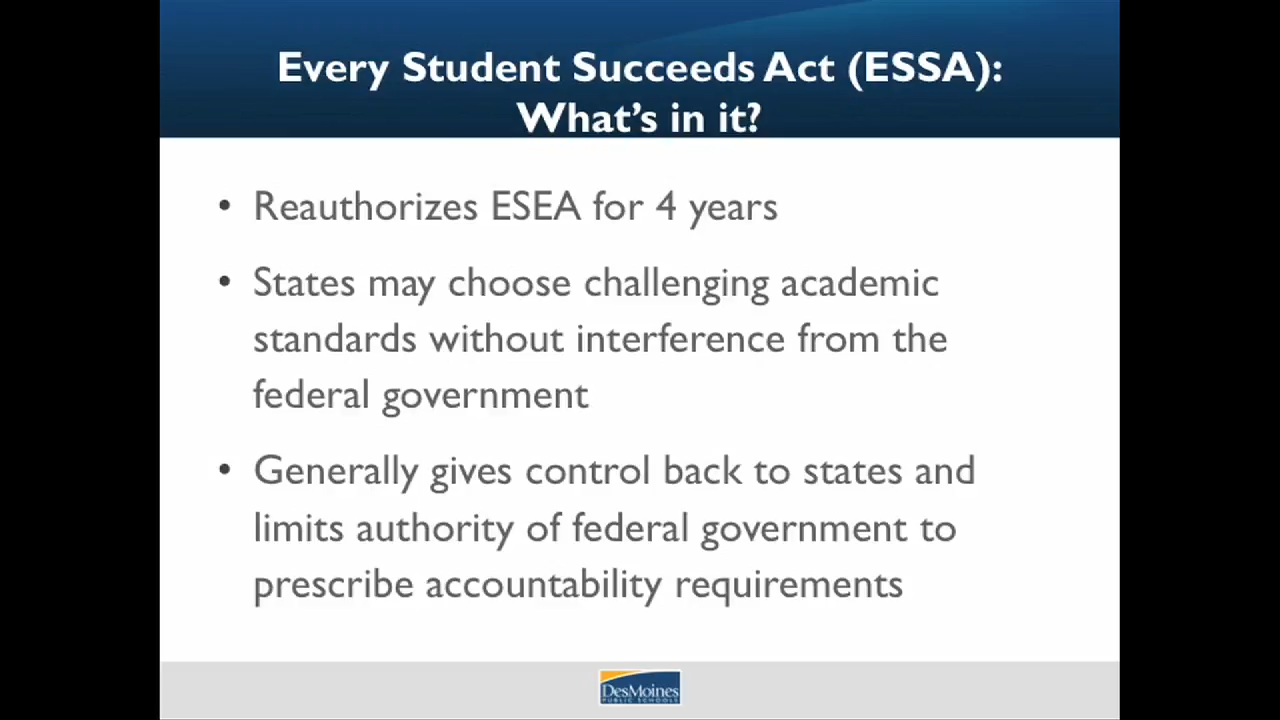 Every Student Succeeds Act (ESSA):
What's in it?
• Reauthorizes ESEA for 4 years
• States may choose challenging academic
standards without interference from the
federal government
• Generally gives control back to states and
limits authority of federal government to
prescribe accountability requirements
DesMoines
PUBLIC SCHOOLS